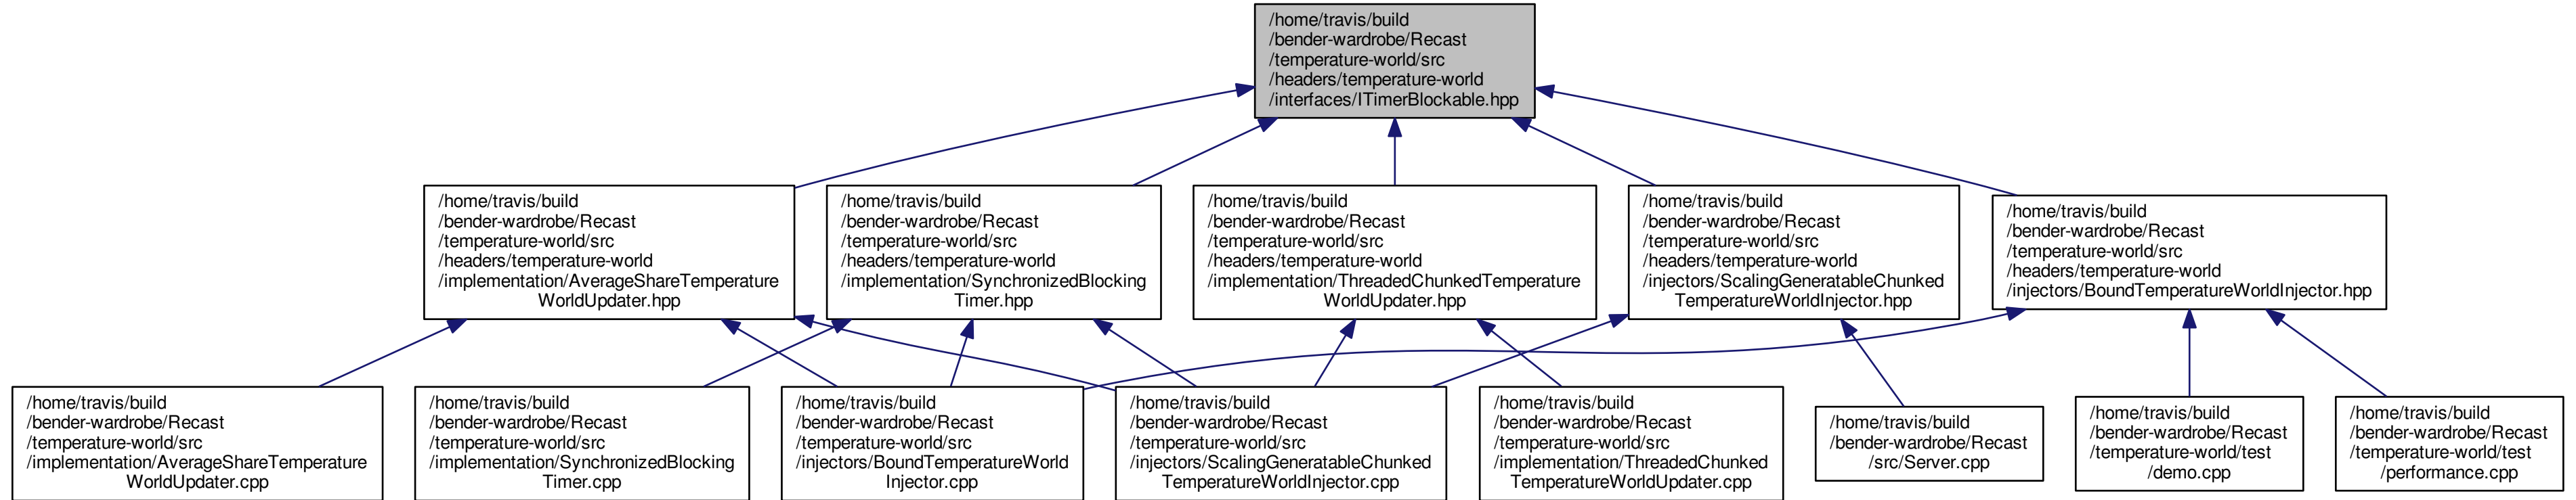 /home/travis/build
/bender-wardrobe/Recast
/temperature-world/src
/headers/temperature-world
/interfaces/ITimerBlockable.hpp
/home/travis/build
/bender-wardrobe/Recast
/temperature-world/src
/headers/temperature-world
/implementation/AverageShareTemperature
WorldUpdater.hpp
/home/travis/build
/bender-wardrobe/Recast
/temperature-world/src
/headers/temperature-world
/implementation/SynchronizedBlocking
Timer.hpp
/home/travis/build
/bender-wardrobe/Recast
/temperature-world/src
/headers/temperature-world
/implementation/ThreadedChunkedTemperature
WorldUpdater.hpp
/home/travis/build
/bender-wardrobe/Recast
/temperature-world/src
/headers/temperature-world
/injectors/ScalingGeneratableChunked
TemperatureWorldInjector.hpp
/home/travis/build
/bender-wardrobe/Recast
/temperature-world/src
/headers/temperature-world
/injectors/BoundTemperatureWorldInjector.hpp
/home/travis/build
/bender-wardrobe/Recast
/temperature-world/src
/implementation/AverageShareTemperature
WorldUpdater.cpp
/home/travis/build
/bender-wardrobe/Recast
/temperature-world/src
/implementation/SynchronizedBlocking
Timer.cpp
/home/travis/build
/bender-wardrobe/Recast
/temperature-world/src
/injectors/BoundTemperatureWorld
Injector.cpp
/home/travis/build
/bender-wardrobe/Recast
/temperature-world/src
/injectors/ScalingGeneratableChunked
TemperatureWorldInjector.cpp
/home/travis/build
/bender-wardrobe/Recast
/temperature-world/src
/implementation/ThreadedChunked
TemperatureWorldUpdater.cpp
/home/travis/build
/bender-wardrobe/Recast
/src/Server.cpp
/home/travis/build
/bender-wardrobe/Recast
/temperature-world/test
/demo.cpp
/home/travis/build
/bender-wardrobe/Recast
/temperature-world/test
/performance.cpp